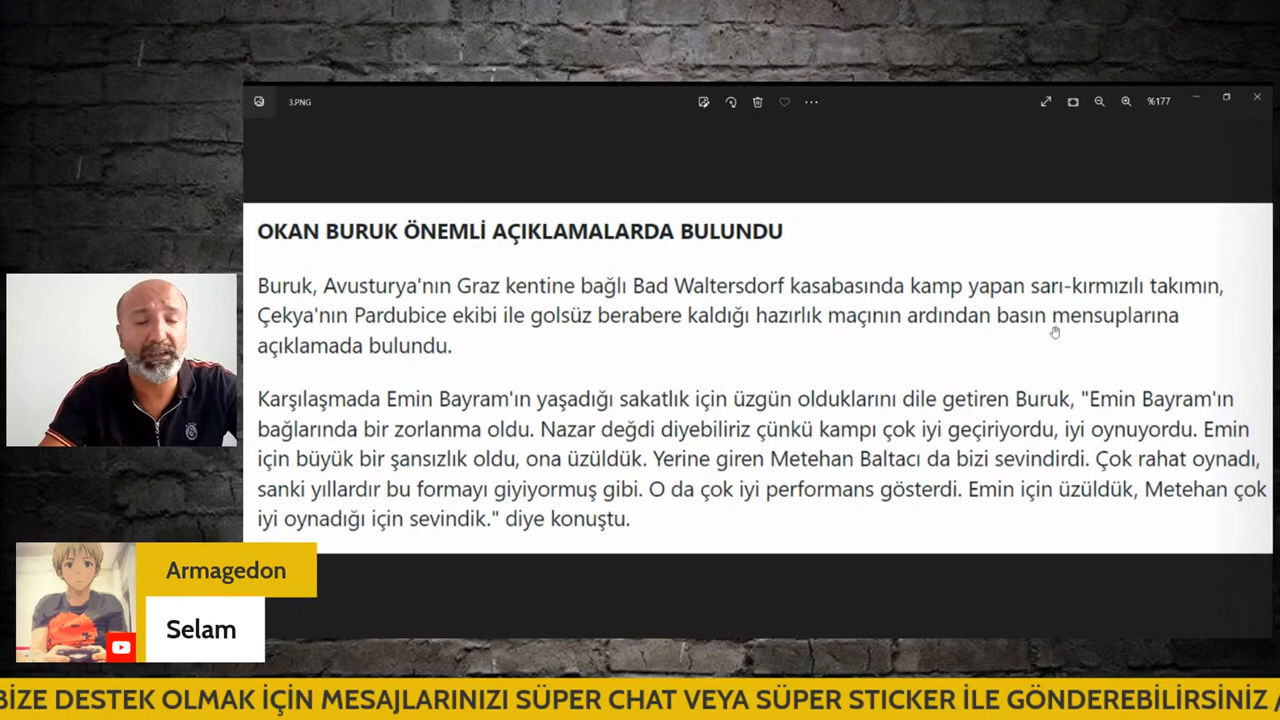 3.PNG
%177
OKAN BURUK ÖNEMLİ AÇIKLAMALARDA BULUNDU
Buruk, Avusturya'nın Graz kentine bağlı Bad Waltersdorf kasabasında kamp yapan sarı-kırmızılı takımın,
Çekya'nın Pardubice ekibi ile golsüz berabere kaldığı hazırlık maçının ardından basın mensuplarına
açıklamada bulundu.
Karşılaşmada Emin Bayram'ın yaşadığı sakatlık için üzgün olduklarını dile getiren Buruk, "Emin Bayram'ın
bağlarında bir zorlanma oldu. Nazar değdi diyebiliriz çünkü kampı çok iyi geçiriyordu, iyi oynuyordu. Emin
için büyük bir şansızlık oldu, ona üzüldük. Yerine giren Metehan Baltacı da bizi sevindirdi. Çok rahat oynadı,
sanki yıllardır bu formayı giyiyormuş gibi. O da çok iyi performans gösterdi. Emin için üzüldük, Metehan çok
iyi oynadığı için sevindik." diye konuştu.
Armagedon
Selam
BİZE DESTEK OLMAK İÇİN MESAJLARINIZI SÜPER CHAT VEYA SÜPER STICKER İLE GÖNDEREBİLİRSİNİZ /